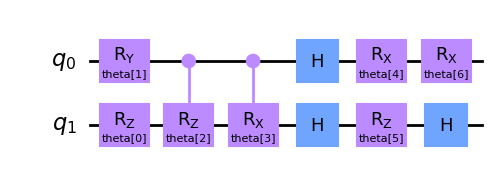 q0 RY theta[1] H RX theta[4] RX theta[6]
q1 RZ theta[0] RZ theta[2] RX theta[3] H RZ theta[5] H